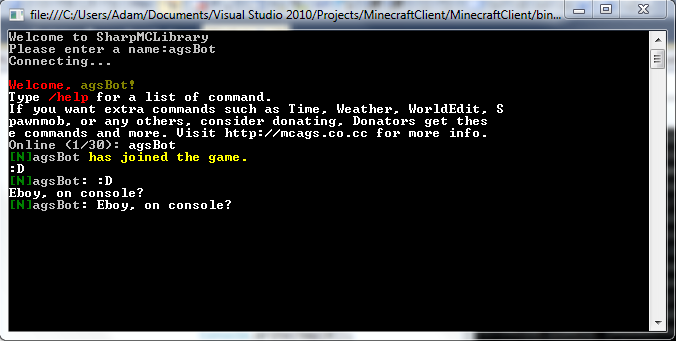 file:///C:/Users/Adam/Documents/Visual Studio 2010/Projects/MinecraftClient/MinecraftClient/bin...
Welcome to SharpMCLibrary
Please enter a name:agsBot
Connecting...
Welcome, agsBot!
Type /help for a list of command.
If you want extra commands such as Time, Weather, WorldEdit, S
pawnmob, or any others, consider donating, Donators get thes
e commands and more. Visit http://mcags.co.cc for more info.
Online (1/30): agsBot
[N]agsBot has joined the game.
:D
[N]agsBot: :D
Eboy, on console?
[N]agsBot: Eboy, on console?